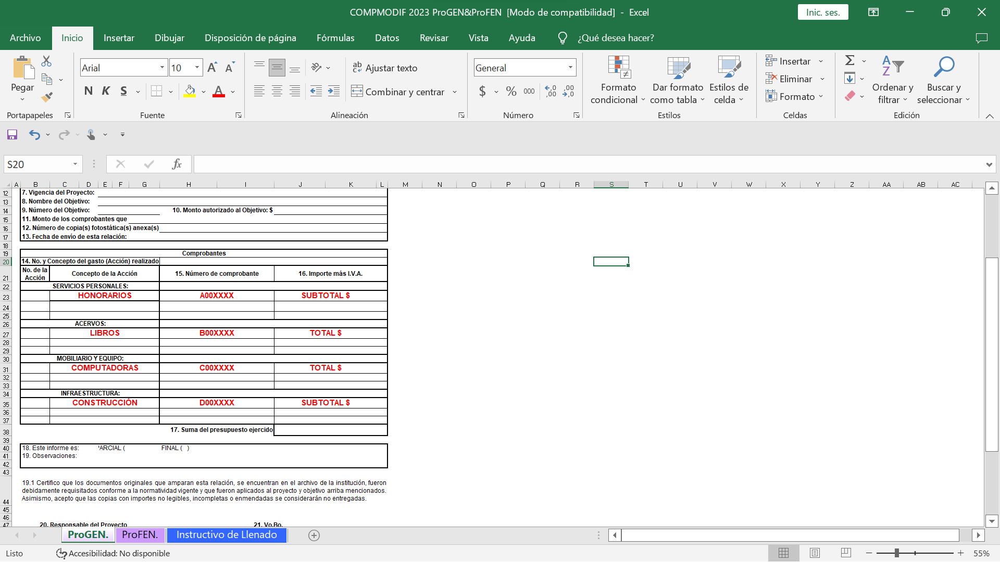 COMPMODIF 2023 ProGEN&ProFEN  [Modo de compatibilidad]  -  Excel
Inic. ses.
Archivo Inicio Insertar Dibujar Disposición de página Fórmulas Datos Revisar Vista Ayuda ¿Qué desea hacer?
Pegar
Portapapeles
Arial 10
N K S
Fuente
Ajustar texto
Combinar y centrar
Alineación
General
$ % 000
Número
Formato condicional
Dar formato como tabla
Estilos de celda
Estilos
Insertar
Eliminar
Formato
Celdas
Ordenar y filtrar
Buscar y seleccionar
Edición
S20
fx
A B C D E F G H I J K L M N O P Q R S T U V W X Y Z AA AB AC
12 7. Vigencia del Proyecto:
13 8. Nombre del Objetivo:
14 9. Número del Objetivo: 10. Monto autorizado al Objetivo: $
15 11. Monto de los comprobantes que
16 12. Número de copia(s) fotostática(s) anexa(s)
17 13. Fecha de envío de esta relación:
18
19 Comprobantes
20 14. No. y Concepto del gasto (Acción) realizado
21 No. de la Acción Concepto de la Acción 15. Número de comprobante 16. Importe más I.V.A.
22 SERVICIOS PERSONALES:
23 HONORARIOS A00XXXX SUBTOTAL $
24
25
26 ACERVOS:
27 LIBROS B00XXXX TOTAL $
28
29
30 MOBILIARIO Y EQUIPO:
31 COMPUTADORAS C00XXXX TOTAL $
32
33
34 INFRAESTRUCTURA:
35 CONSTRUCCIÓN D00XXXX SUBTOTAL $
36
37
38 17. Suma del presupuesto ejercido
39
40 18. Este informe es: ARCIAL ( FINAL (  )
41 19. Observaciones:
42
43
19.1 Certifico que los documentos originales que amparan esta relación, se encuentran en el archivo de la institución, fueron
debidamente requisitados conforme a la normatividad vigente y que fueron aplicados al proyecto y objetivo arriba mencionados.
44 Asimismo, acepto que las copias con importes no legibles, incompletas o enmendadas se considerarán no entregadas.
45
46
47 20. Responsable del Proyecto 21. Vo.Bo.
ProGEN. ProFEN. Instructivo de Llenado
Listo Accesibilidad: No disponible 55%